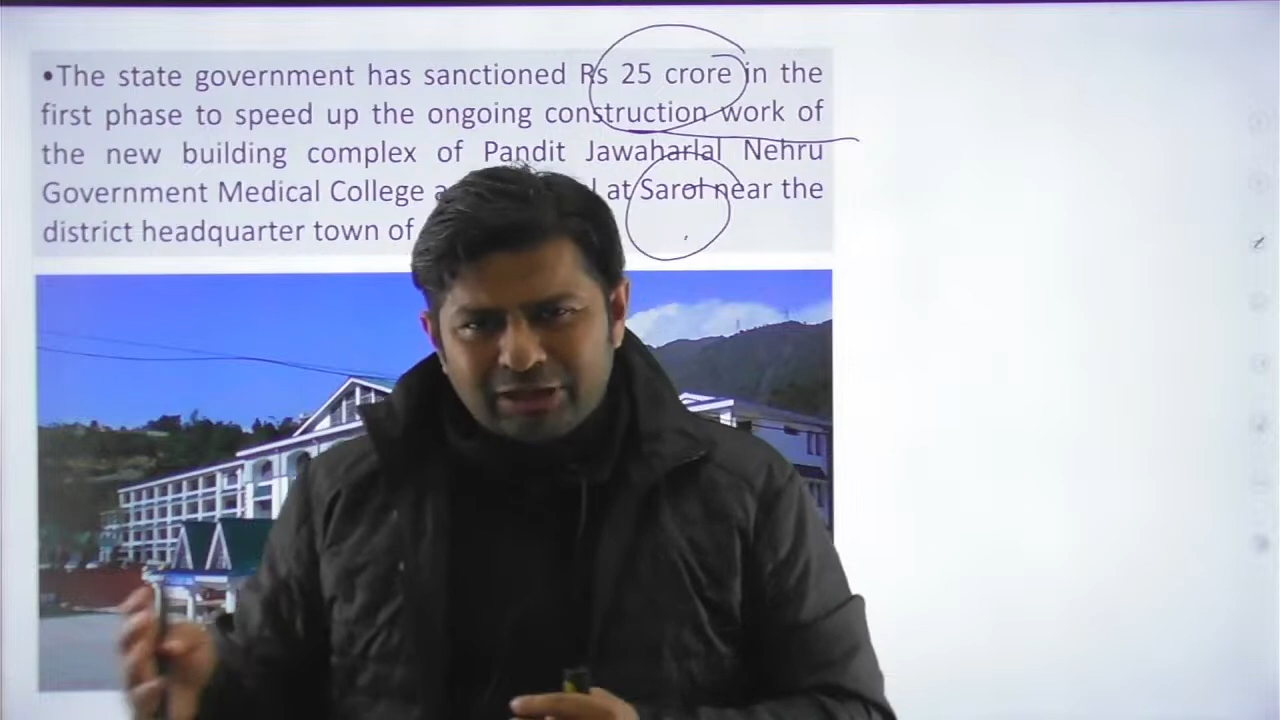 •The state government has sanctioned Rs 25 crore in the
first phase to speed up the ongoing construction work of
the new building complex of Pandit Jawaharlal Nehru
Government Medical College at Sarol near the
district headquarter town of